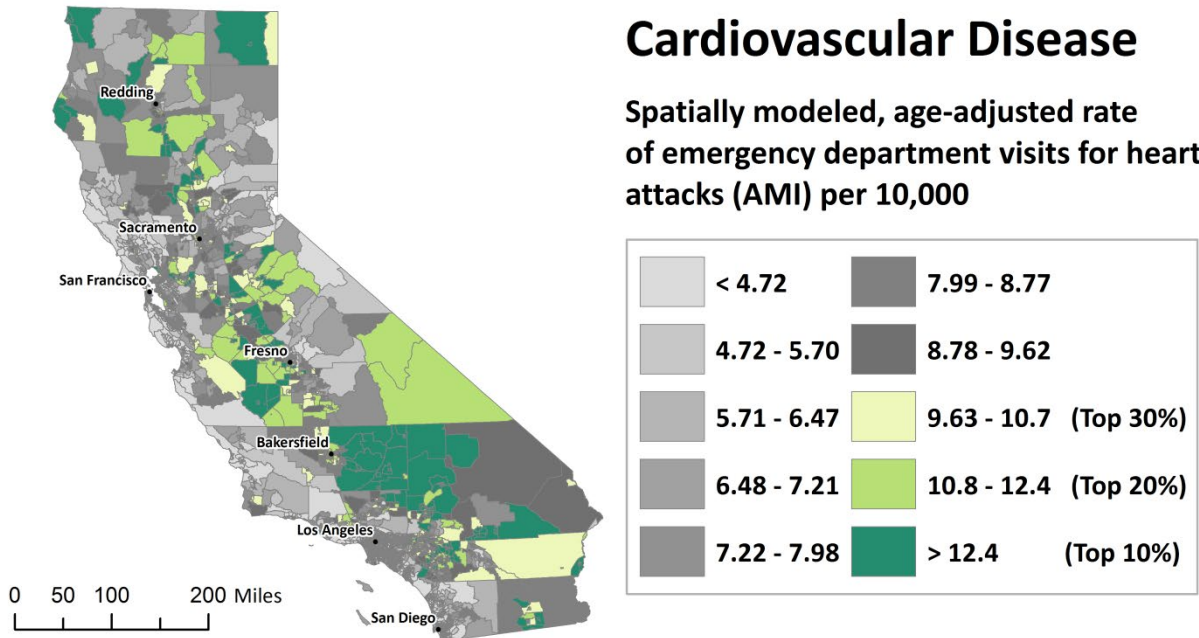 Cardiovascular Disease
Spatially modeled, age-adjusted rate
of emergency department visits for heart
attacks (AMI) per 10,000
< 4.72
4.72 - 5.70
5.71 - 6.47
6.48 - 7.21
7.22 - 7.98
7.99 - 8.77
8.78 - 9.62
9.63 - 10.7 (Top 30%)
10.8 - 12.4 (Top 20%)
> 12.4 (Top 10%)
Redding
Sacramento
San Francisco
Fresno
Bakersfield
Los Angeles
San Diego
0 50 100 200 Miles